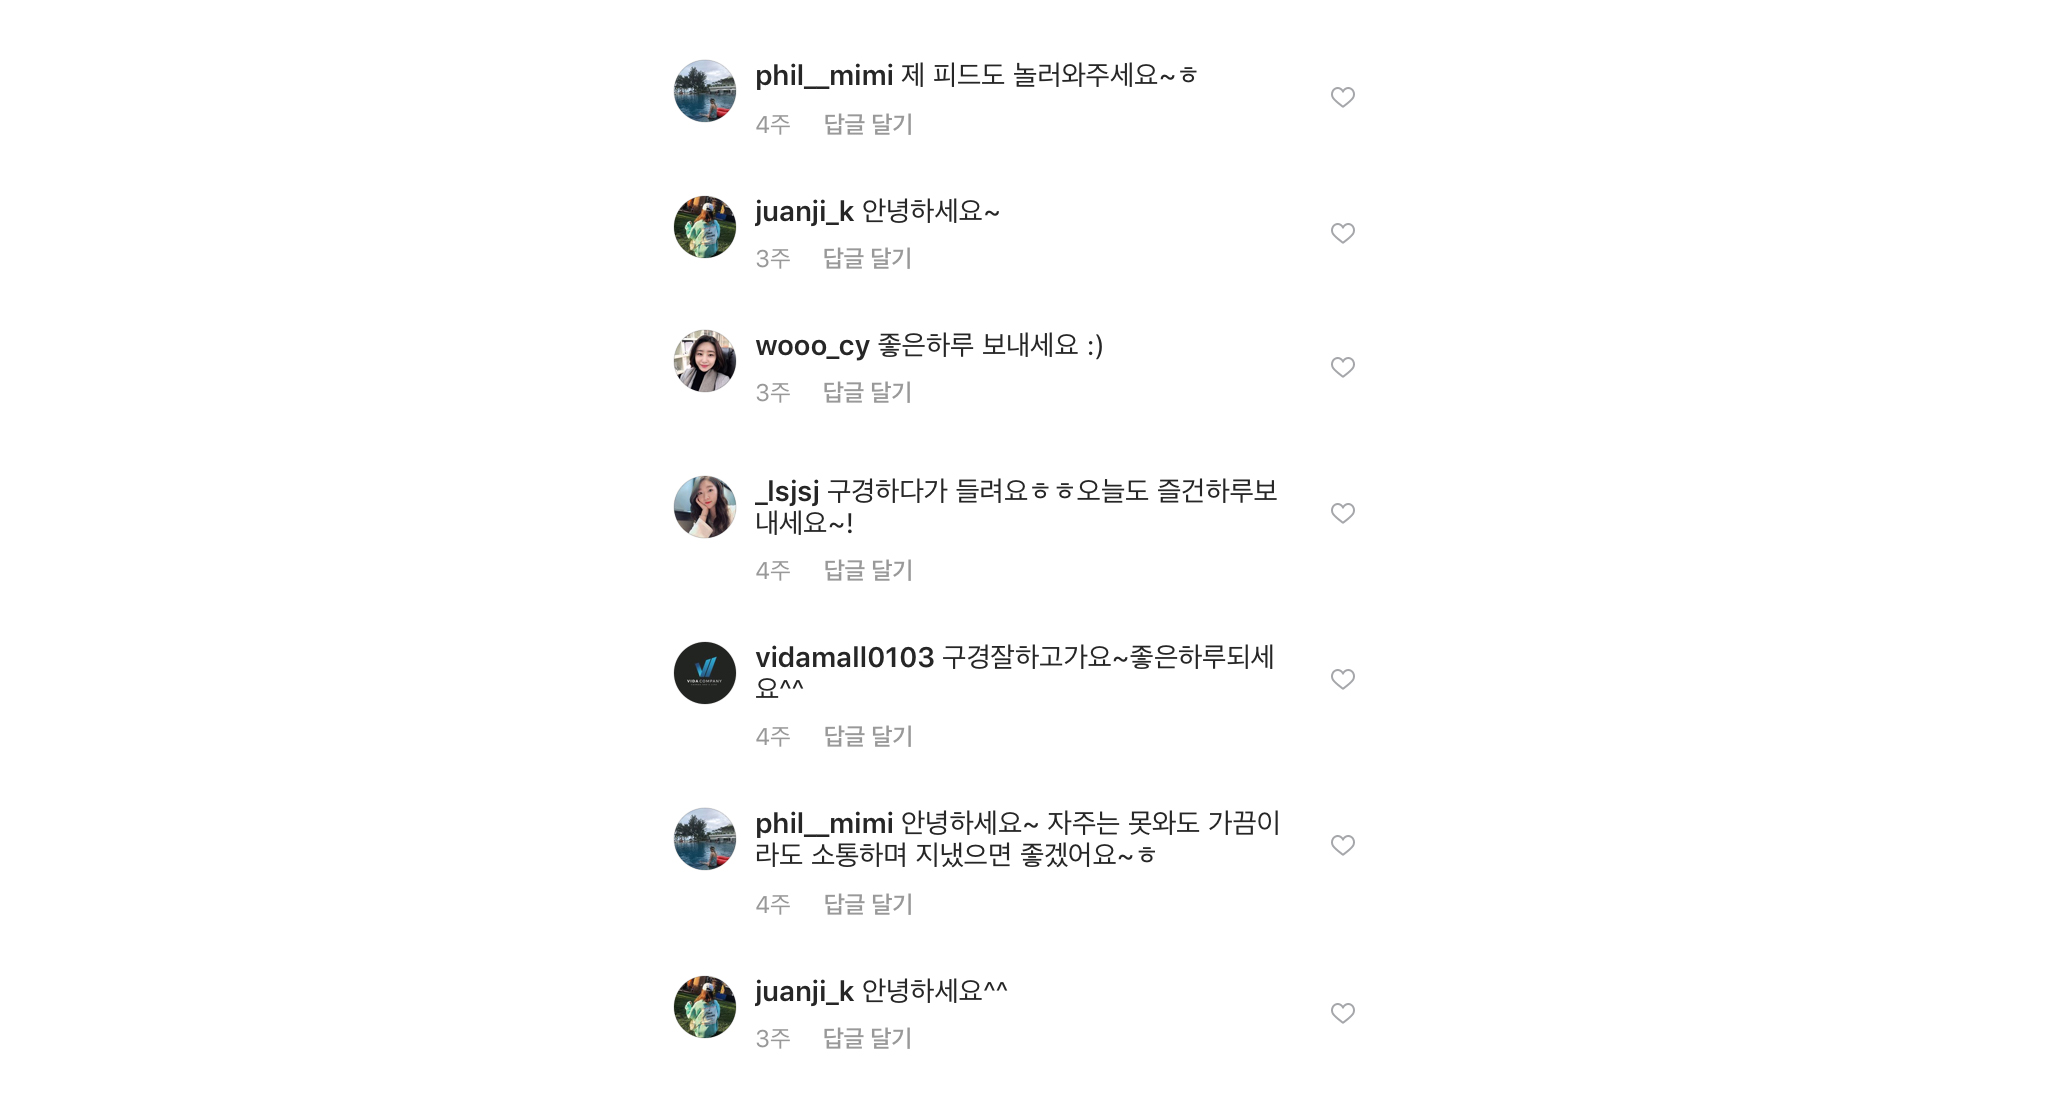 phil__mimi 제 피드도 놀러와주세요~ㅎ
4주 답글 달기
juanji_k 안녕하세요~
3주 답글 달기
wooo_cy 좋은하루 보내세요 :)
3주 답글 달기
_lsjsj 구경하다가 들려요ㅎㅎ오늘도 즐건하루보
내세요~!
4주 답글 달기
vidamall0103 구경잘하고가요~좋은하루되세
요^^
VIDA COMPANY
4주 답글 달기
phil__mimi 안녕하세요~ 자주는 못와도 가끔이
라도 소통하며 지냈으면 좋겠어요~ㅎ
4주 답글 달기
juanji_k 안녕하세요^^
3주 답글 달기